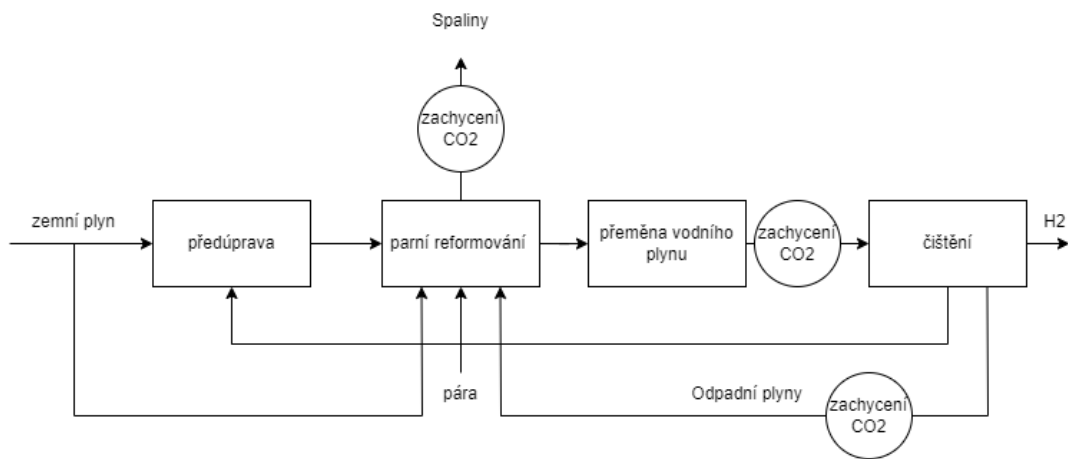 Spaliny
zachycení
CO2
zemní plyn
předúprava
parní reformování
přeměna vodního
plynu
zachycení
CO2
čištění
H2
pára
Odpadní plyny
zachycení
CO2